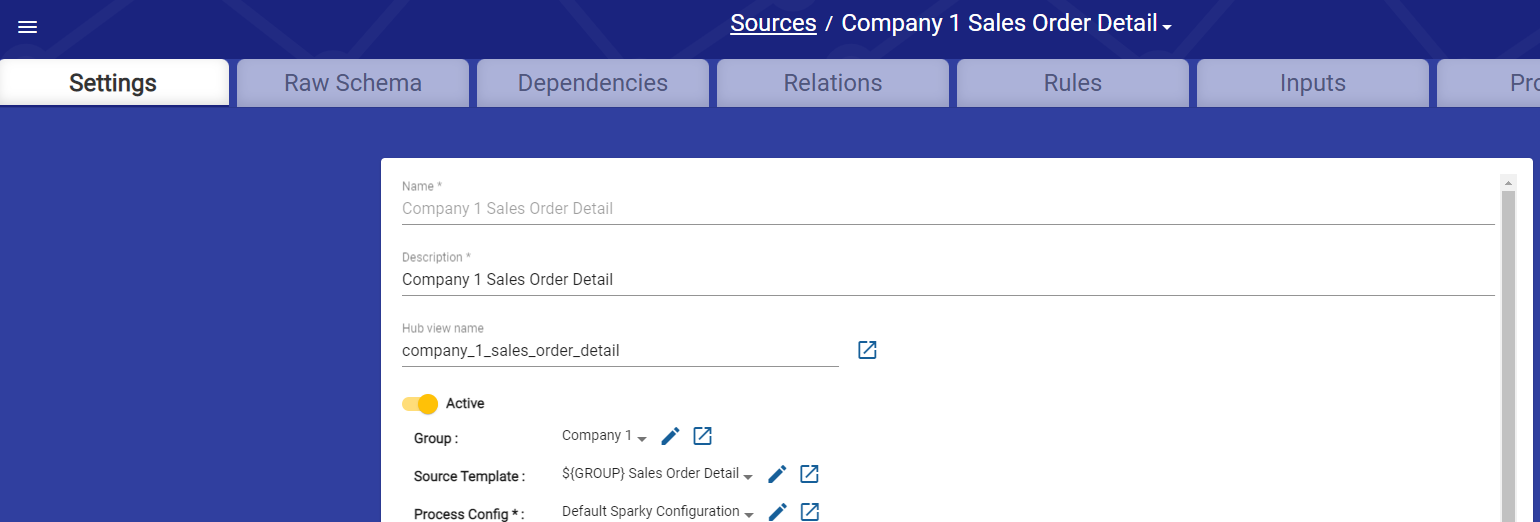 Sources / Company 1 Sales Order Detail
Settings
Raw Schema
Dependencies
Relations
Rules
Inputs
Pro
Name *
Company 1 Sales Order Detail
Description *
Company 1 Sales Order Detail
Hub view name
company_1_sales_order_detail
Active
Group : Company 1
Source Template : ${GROUP} Sales Order Detail
Process Config * : Default Sparky Configuration